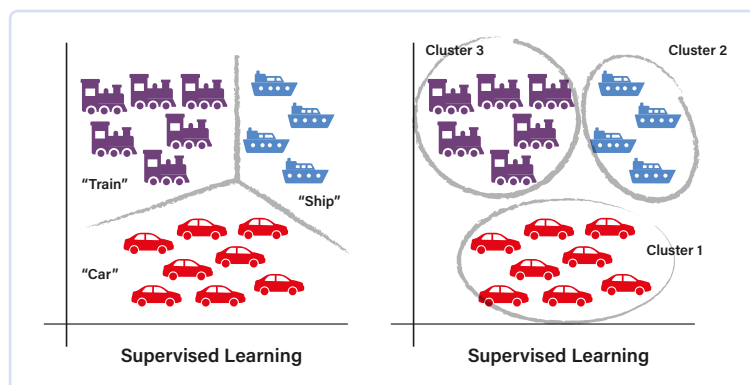 “Train”
“Ship”
“Car”
Supervised Learning
Cluster 3
Cluster 2
Cluster 1
Supervised Learning